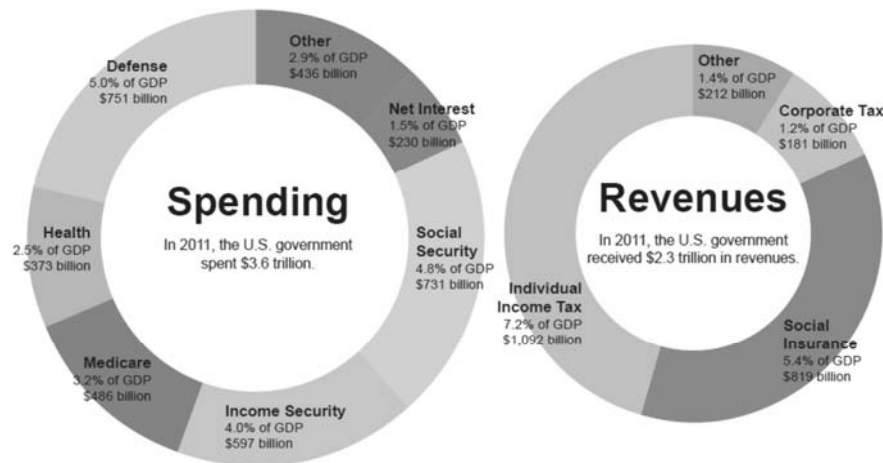 Other
2.9% of GDP
$436 billion
Net Interest
1.5% of GDP
$230 billion
Social
Security
4.8% of GDP
$731 billion
Income Security
4.0% of GDP
$597 billion
Medicare
3.2% of GDP
$486 billion
Health
2.5% of GDP
$373 billion
Defense
5.0% of GDP
$751 billion
Spending
In 2011, the U.S. government
spent $3.6 trillion.
Other
1.4% of GDP
$212 billion
Corporate Tax
1.2% of GDP
$181 billion
Social
Insurance
5.4% of GDP
$819 billion
Individual
Income Tax
7.2% of GDP
$1,092 billion
Revenues
In 2011, the U.S. government
received $2.3 trillion in revenues.